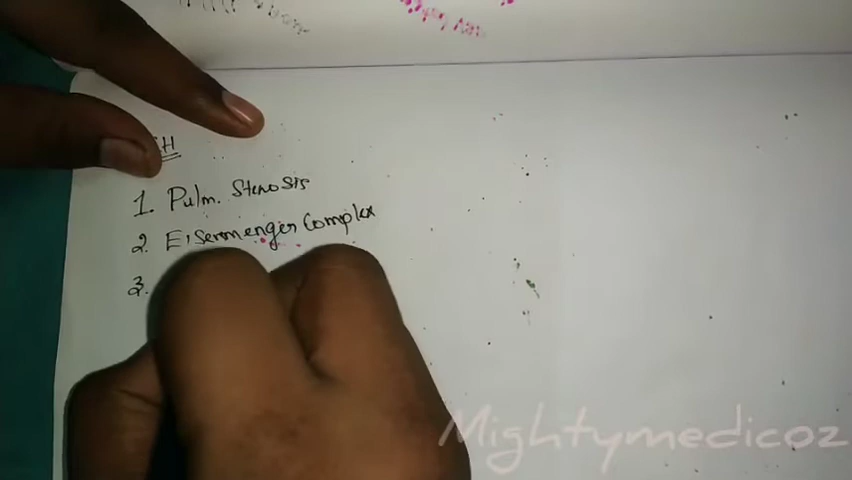 1. Pulm. Stenosis
2. Eisenmenger Complex
3.
Mightymedicoz